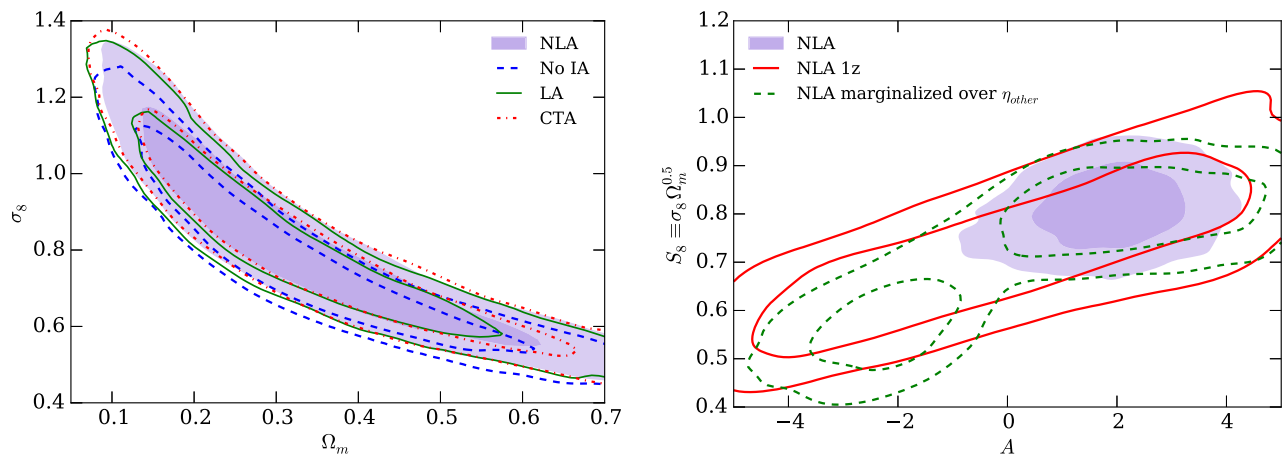 1.4
1.2
1.0
0.8
0.6
0.4
σ8
0.1 0.2 0.3 0.4 0.5 0.6 0.7
Ωm
NLA
No IA
LA
CTA
1.2
1.1
1.0
0.9
0.8
0.7
0.6
0.5
0.4
S8 ≡ σ8 Ωm^0.5
−4 −2 0 2 4
A
NLA
NLA 1z
NLA marginalized over ηother